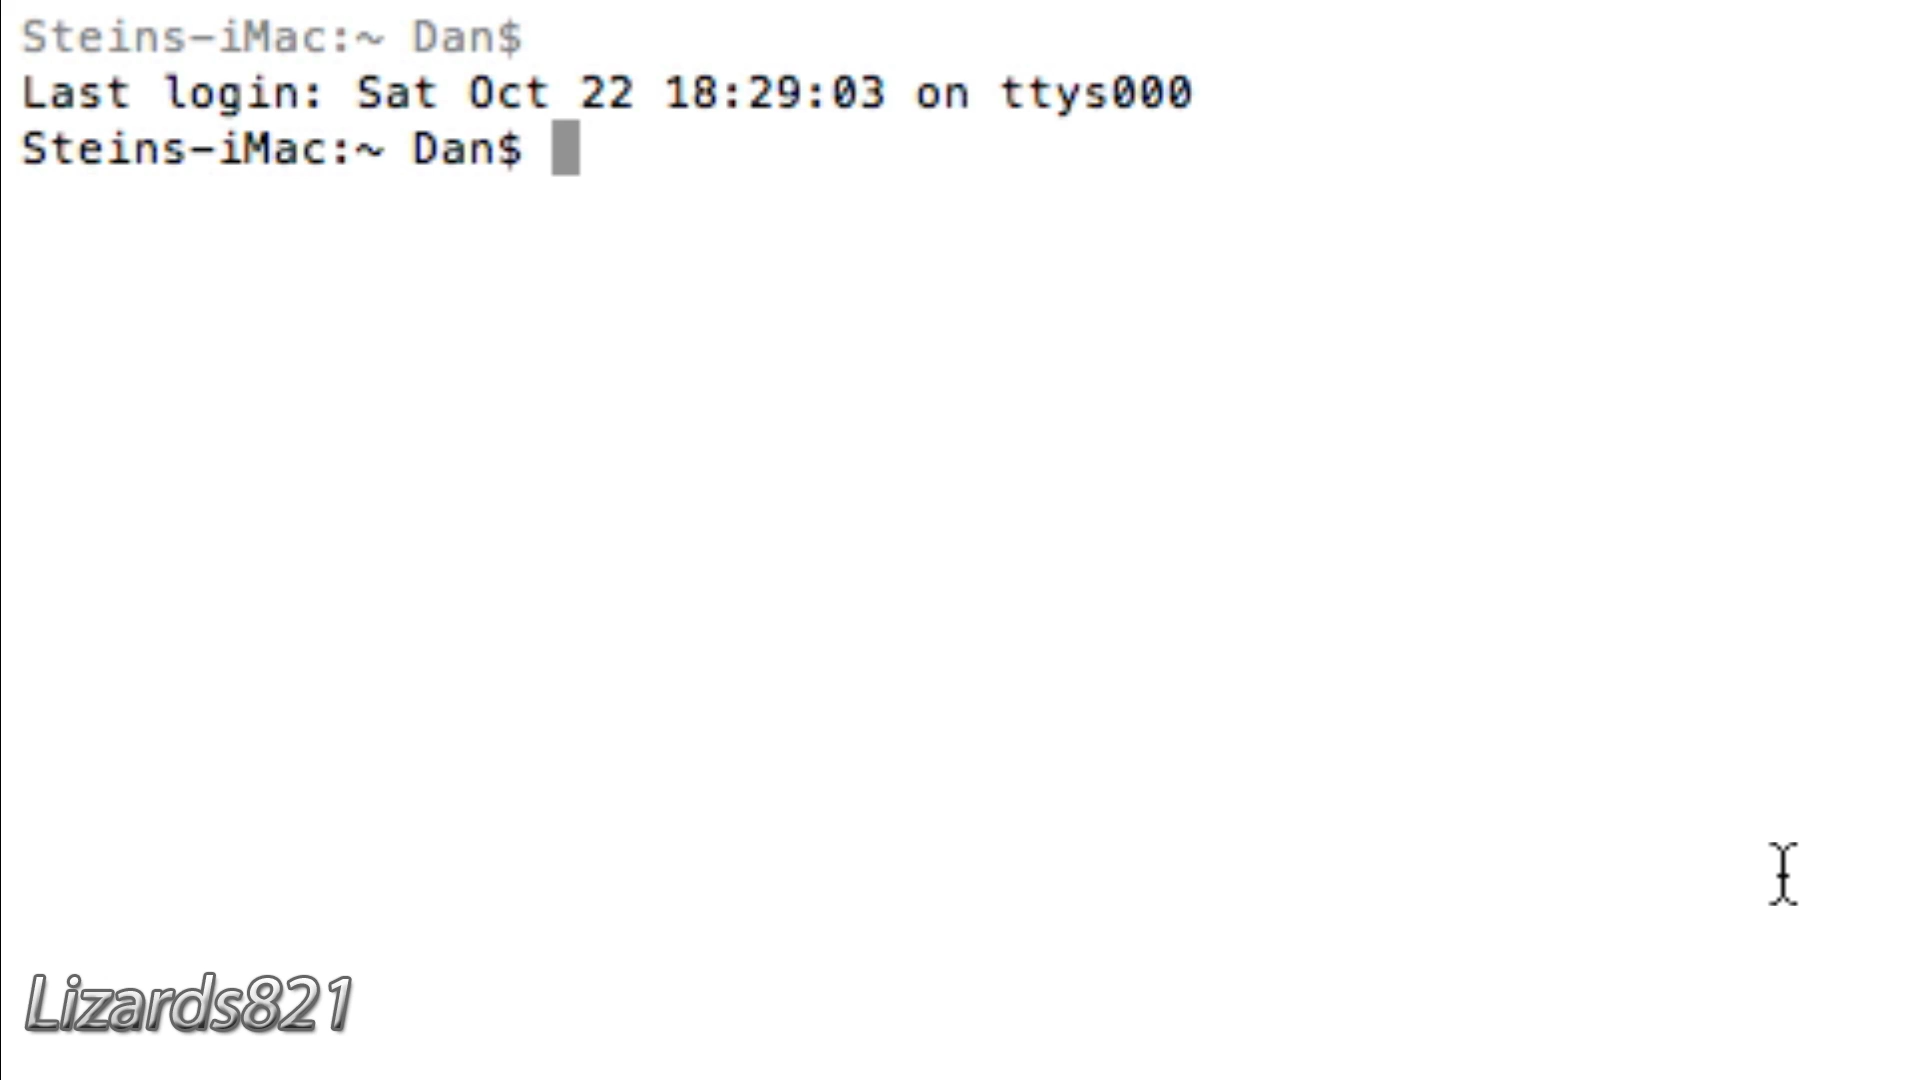 Steins-iMac:~ Dan$
Last login: Sat Oct 22 18:29:03 on ttys000
Steins-iMac:~ Dan$
Lizards821